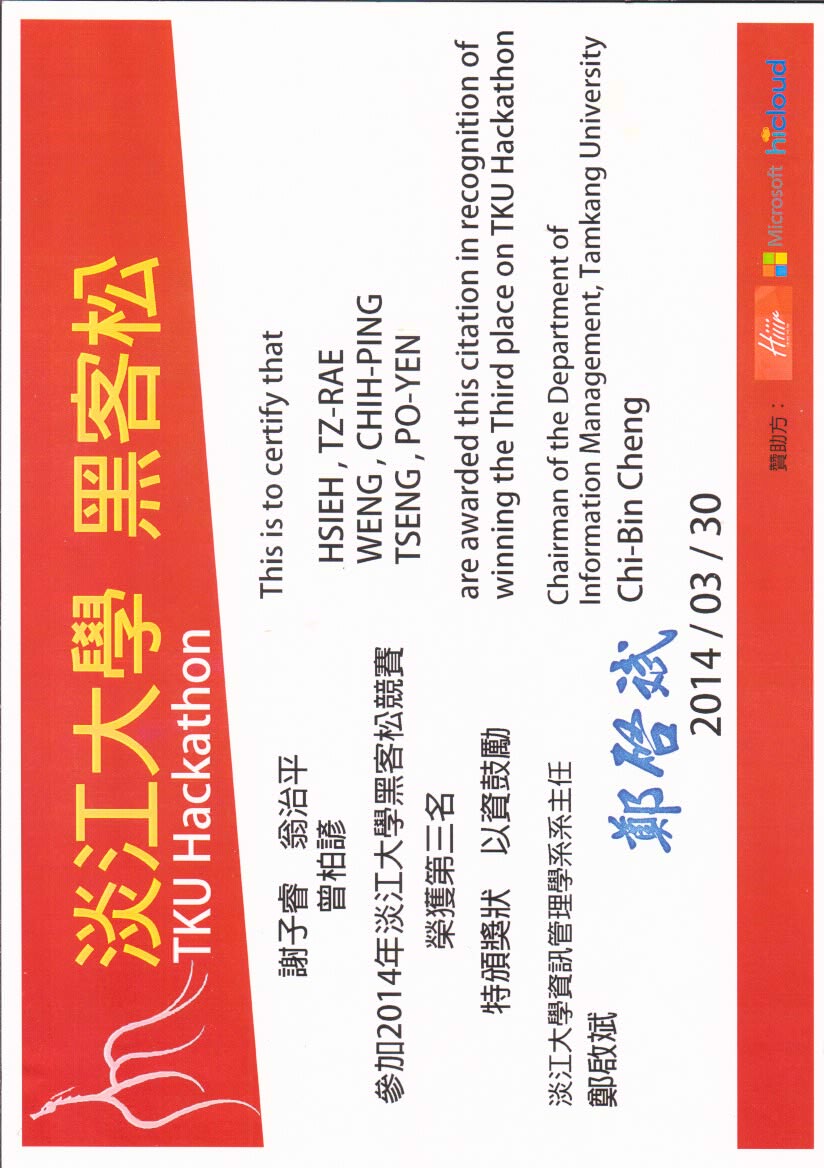 淡江大學 黑客松
TKU Hackathon
謝子睿 翁治平
曾柏諺
參加2014年淡江大學黑客松競賽
榮獲第三名
特頒獎狀 以資鼓勵
淡江大學資訊管理學系系主任
鄭啟斌
鄭啓斌
This is to certify that
HSIEH , TZ-RAE
WENG , CHIH-PING
TSENG , PO-YEN
are awarded this citation in recognition of
winning the Third place on TKU Hackathon
Chairman of the Department of
Information Management, Tamkang University
Chi-Bin Cheng
2014 / 03 / 30
贊助方： Hiiir Microsoft hicloud